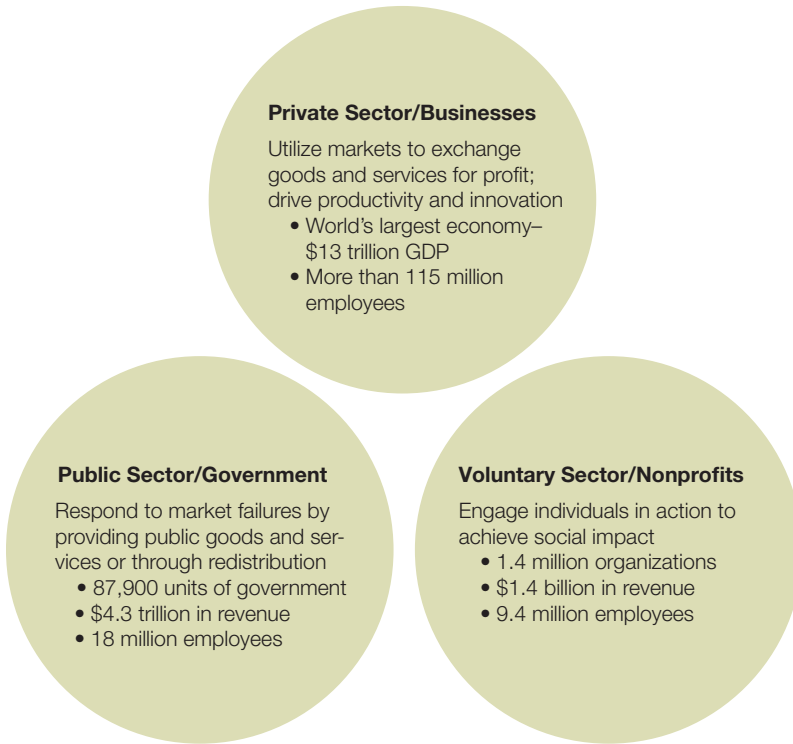 Private Sector/Businesses
Utilize markets to exchange
goods and services for profit;
drive productivity and innovation
• World's largest economy–
$13 trillion GDP
• More than 115 million
employees
Public Sector/Government
Respond to market failures by
providing public goods and ser-
vices or through redistribution
• 87,900 units of government
• $4.3 trillion in revenue
• 18 million employees
Voluntary Sector/Nonprofits
Engage individuals in action to
achieve social impact
• 1.4 million organizations
• $1.4 billion in revenue
• 9.4 million employees